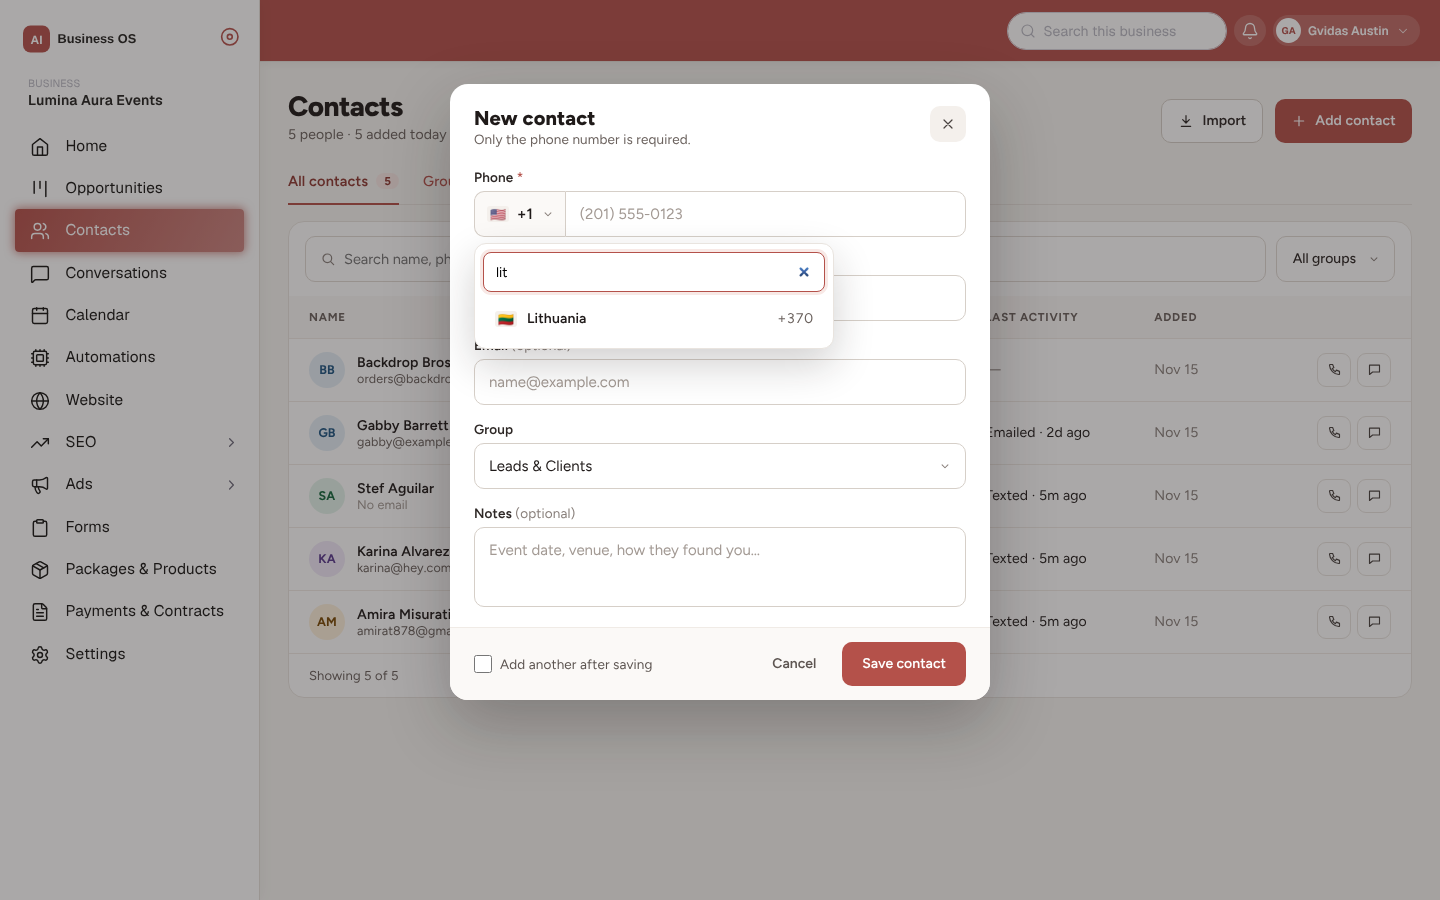 AI Business OS
Search this business
GA Gvidas Austin
BUSINESS
Lumina Aura Events
Home
Opportunities
Contacts
Conversations
Calendar
Automations
Website
SEO
Ads
Forms
Packages & Products
Payments & Contracts
Settings
Contacts
5 people · 5 added today
Import
Add contact
All contacts 5
All groups
NAME
LAST ACTIVITY
ADDED
BB Backdrop Bros
—
Nov 15
GB Gabby Barrett
Emailed · 2d ago
Nov 15
SA Stef Aguilar
No email
Texted · 5m ago
Nov 15
KA Karina Alvarez
karina@hey.com
Texted · 5m ago
Nov 15
AM Amira Misurati
Texted · 5m ago
Nov 15
Showing 5 of 5
New contact
Only the phone number is required.
Phone *
+1
(201) 555-0123
lit
Lithuania +370
name@example.com
Group
Leads & Clients
Notes (optional)
Event date, venue, how they found you...
Add another after saving
Cancel
Save contact